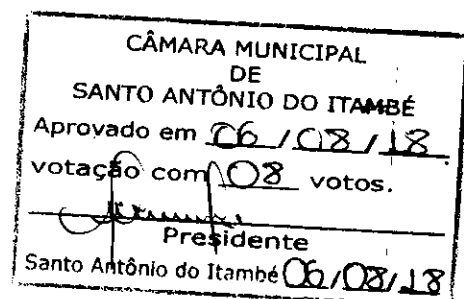 CÂMARA MUNICIPAL
DE
SANTO ANTÔNIO DO ITAMBÉ
Aprovado em 06 / 08 / 18
votação com 08 votos.
Presidente
Santo Antônio do Itambé 06/08/18